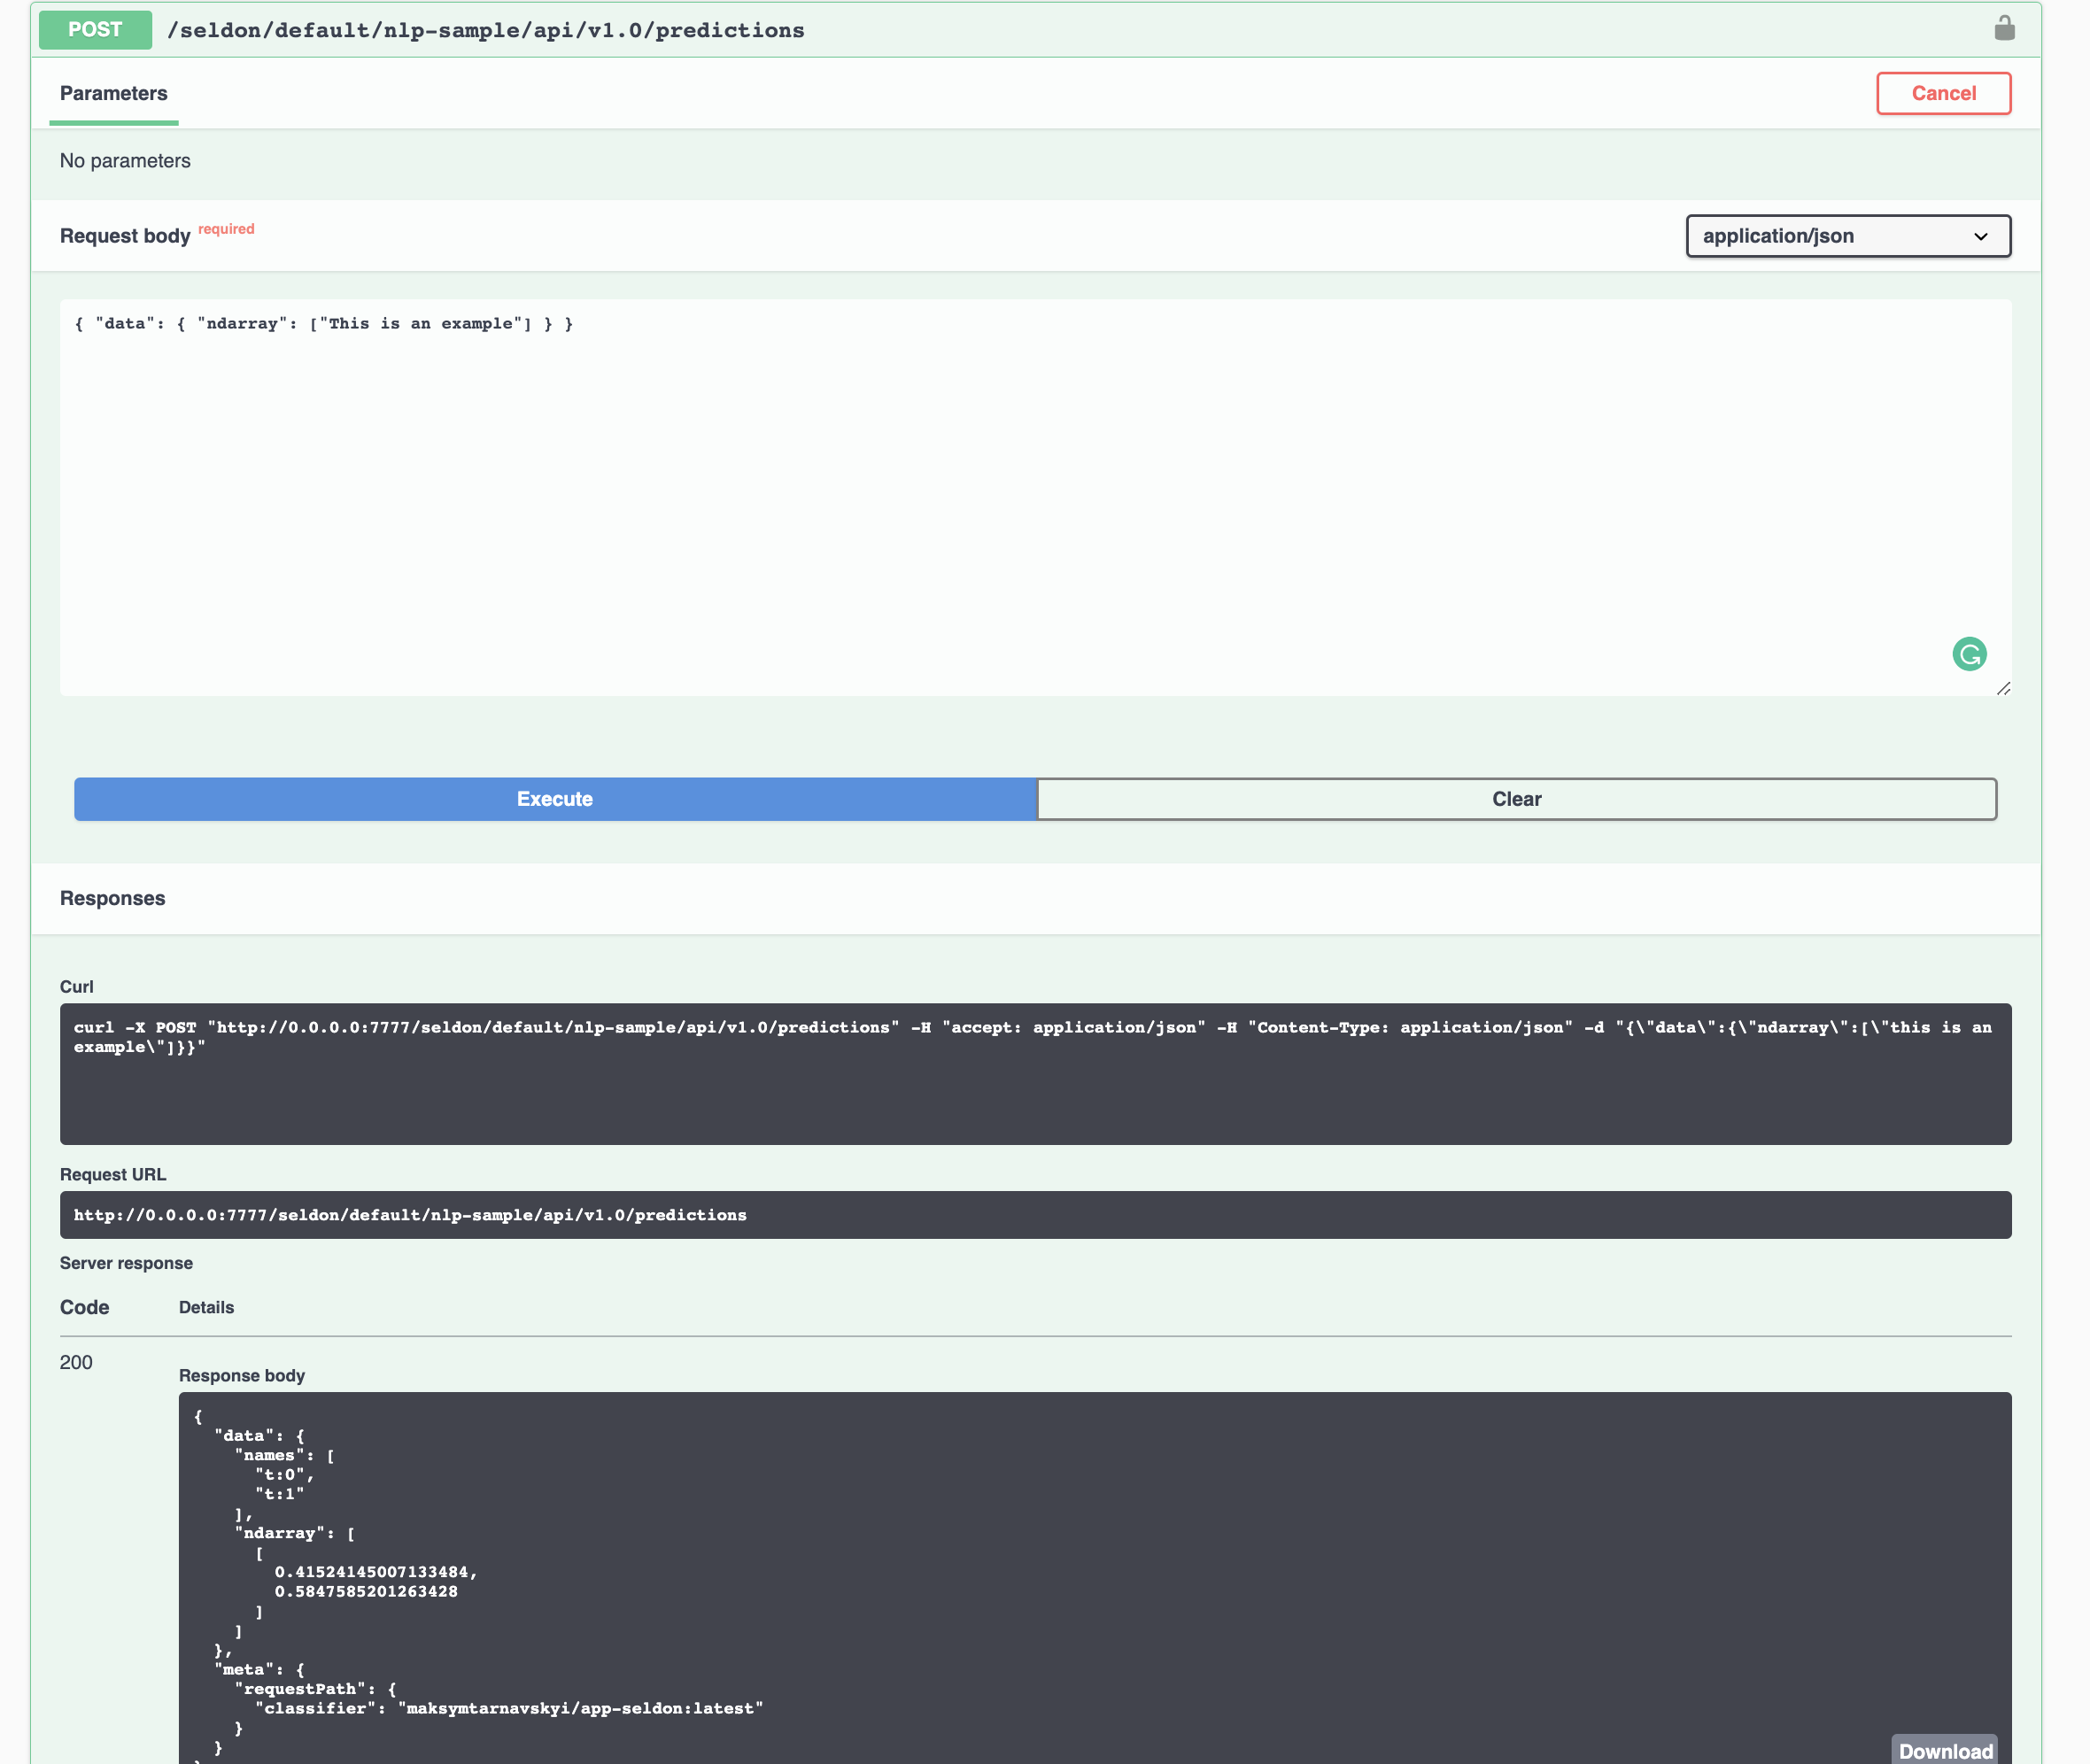 POST /seldon/default/nlp-sample/api/v1.0/predictions
Parameters
Cancel
No parameters
Request body required
application/json
{ "data": { "ndarray": ["This is an example"] } }
Execute
Clear
Responses
Curl
curl -X POST "http://0.0.0.0:7777/seldon/default/nlp-sample/api/v1.0/predictions" -H "accept: application/json" -H "Content-Type: application/json" -d "{\"data\":{\"ndarray\":[\"this is an
example\"]}}"
Request URL
http://0.0.0.0:7777/seldon/default/nlp-sample/api/v1.0/predictions
Server response
Code Details
200
Response body
{
  "data": {
    "names": [
      "t:0",
      "t:1"
    ],
    "ndarray": [
      [
        0.41524145007133484,
        0.5847585201263428
      ]
    ]
  },
  "meta": {
    "requestPath": {
      "classifier": "maksymtarnavskyi/app-seldon:latest"
    }
  }
}
Download